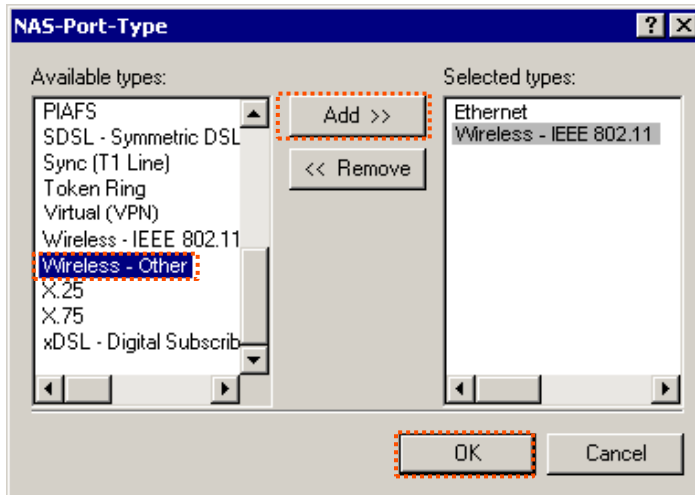 NAS-Port-Type
Available types:
Selected types:
PIAFS
SDSL - Symmetric DSL
Sync (T1 Line)
Token Ring
Virtual (VPN)
Wireless - IEEE 802.11
Wireless - Other
X.25
X.75
xDSL - Digital Subscrib
Add >>
<< Remove
Ethernet
Wireless - IEEE 802.11
OK
Cancel